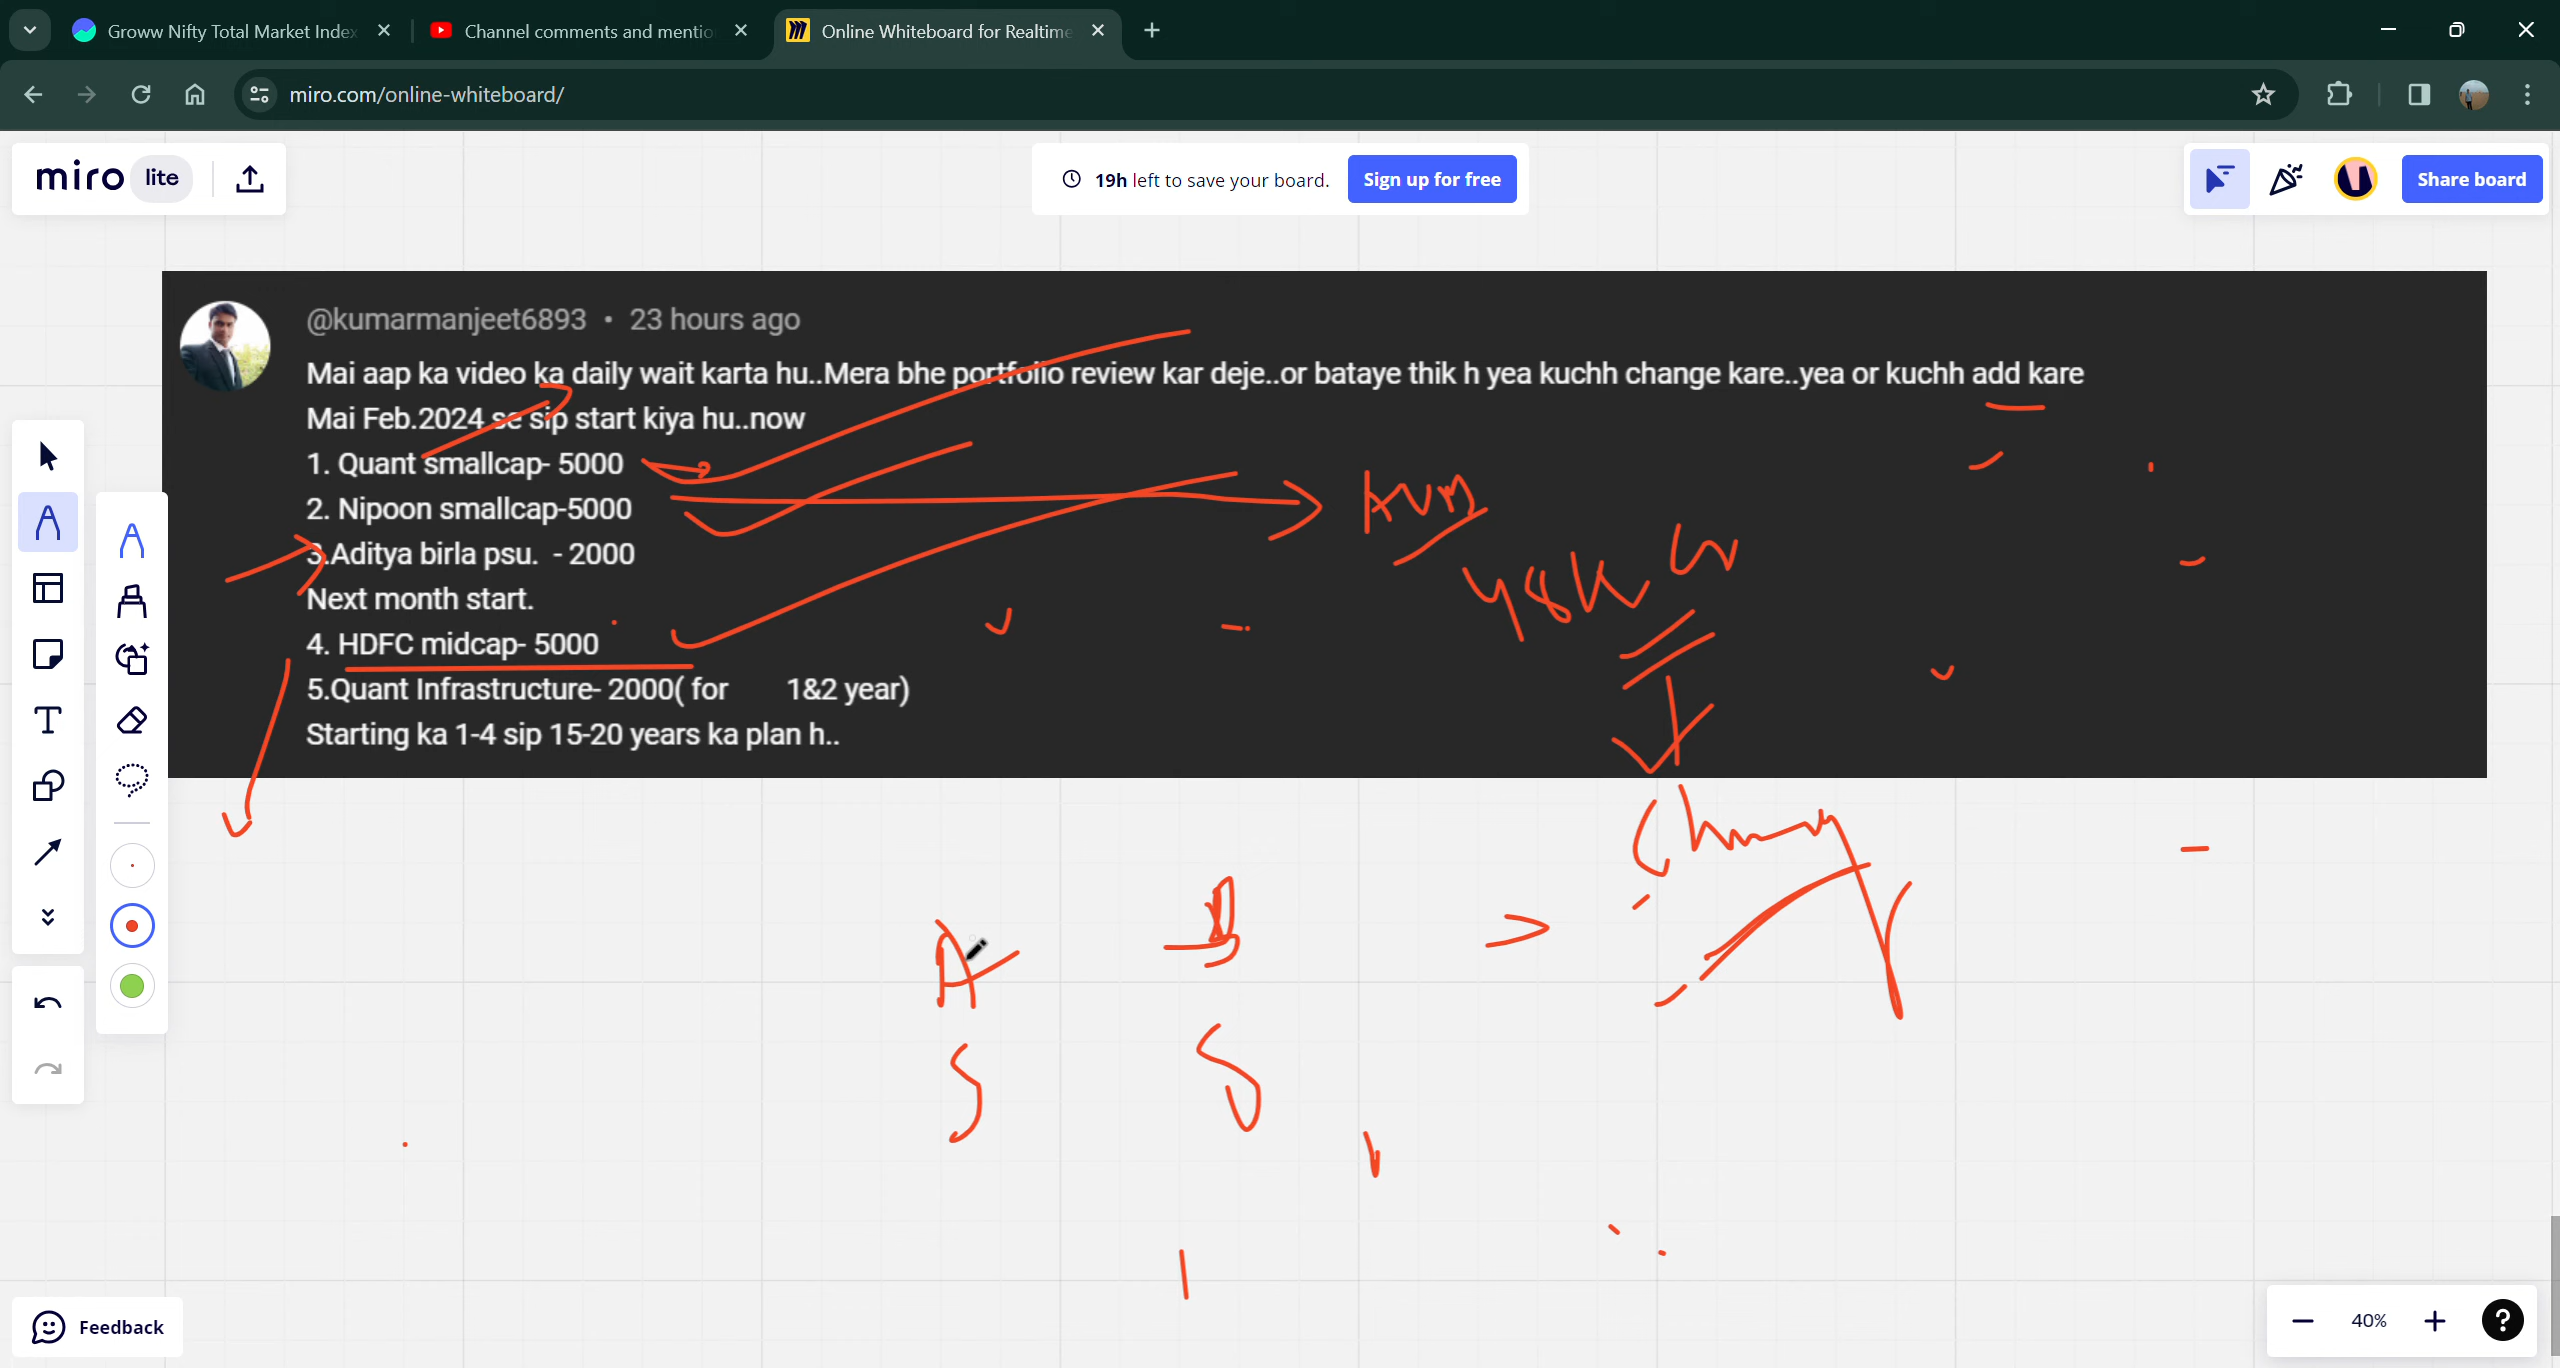 Groww Nifty Total Market Index
Channel comments and mentio
Online Whiteboard for Realtime
miro.com/online-whiteboard/
miro lite
19h left to save your board.
Sign up for free
Share board
@kumarmanjeet6893 • 23 hours ago
Mai aap ka video ka daily wait karta hu..Mera bhe portfolio review kar deje..or bataye thik h yea kuchh change kare..yea or kuchh add kare
Mai Feb.2024 se sip start kiya hu..now
1. Quant smallcap- 5000
2. Nipoon smallcap-5000
3.Aditya birla psu. - 2000
Next month start.
4. HDFC midcap- 5000
5.Quant Infrastructure- 2000( for 1&2 year)
Starting ka 1-4 sip 15-20 years ka plan h..
AUM
48K Cr
A
S
Feedback
40%